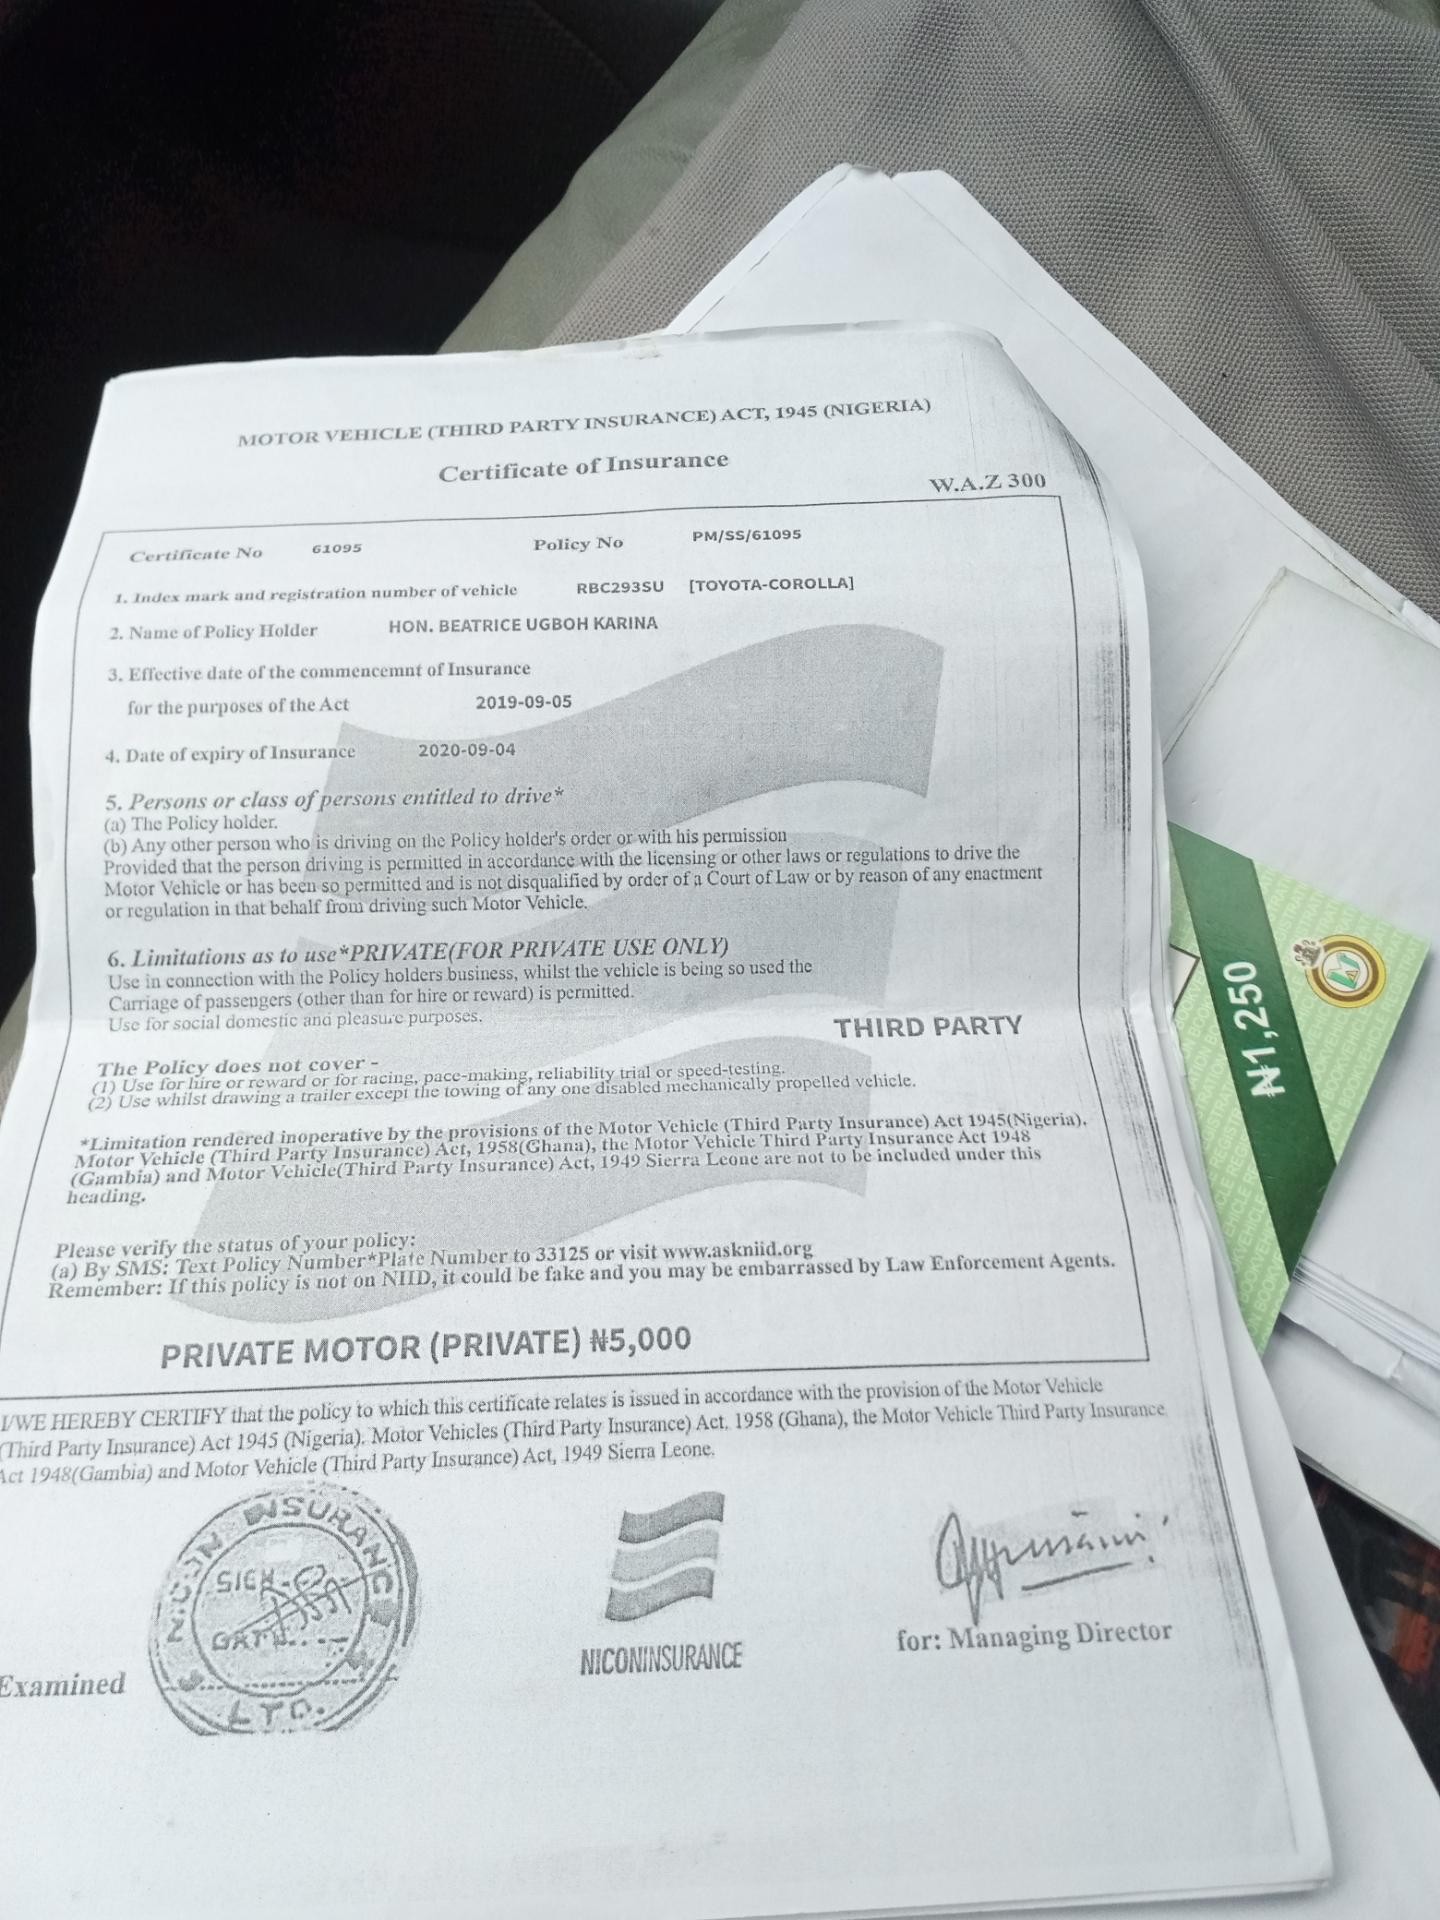 MOTOR VEHICLE (THIRD PARTY INSURANCE) ACT, 1945 (NIGERIA)
Certificate of Insurance
W.A.Z 300
Certificate No 61095 Policy No PM/SS/61095
1. Index mark and registration number of vehicle RBC293SU [TOYOTA-COROLLA]
2. Name of Policy Holder HON. BEATRICE UGBOH KARINA
3. Effective date of the commencemnt of Insurance
for the purposes of the Act 2019-09-05
4. Date of expiry of Insurance 2020-09-04
5. Persons or class of persons entitled to drive*
(a) The Policy holder.
(b) Any other person who is driving on the Policy holder's order or with his permission
Provided that the person driving is permitted in accordance with the licensing or other laws or regulations to drive the
Motor Vehicle or has been so permitted and is not disqualified by order of a Court of Law or by reason of any enactment
or regulation in that behalf from driving such Motor Vehicle.
6. Limitations as to use*PRIVATE(FOR PRIVATE USE ONLY)
Use in connection with the Policy holders business, whilst the vehicle is being so used the
Carriage of passengers (other than for hire or reward) is permitted.
Use for social domestic and pleasure purposes.
THIRD PARTY
The Policy does not cover -
(1) Use for hire or reward or for racing, pace-making, reliability trial or speed-testing.
(2) Use whilst drawing a trailer except the towing of any one disabled mechanically propelled vehicle.
*Limitation rendered inoperative by the provisions of the Motor Vehicle (Third Party Insurance) Act 1945(Nigeria).
Motor Vehicle (Third Party Insurance) Act, 1958(Ghana), the Motor Vehicle Third Party Insurance Act 1948
(Gambia) and Motor Vehicle(Third Party Insurance) Act, 1949 Sierra Leone are not to be included under this
heading.
Please verify the status of your policy:
(a) By SMS: Text Policy Number*Plate Number to 33125 or visit www.askniid.org
Remember: If this policy is not on NIID, it could be fake and you may be embarrassed by Law Enforcement Agents.
PRIVATE MOTOR (PRIVATE) ₦5,000
I/WE HEREBY CERTIFY that the policy to which this certificate relates is issued in accordance with the provision of the Motor Vehicle
(Third Party Insurance) Act 1945 (Nigeria). Motor Vehicles (Third Party Insurance) Act. 1958 (Ghana), the Motor Vehicle Third Party Insurance
Act 1948(Gambia) and Motor Vehicle (Third Party Insurance) Act, 1949 Sierra Leone.
Examined
INSURANCE
LTD.
SIGN
NICONINSURANCE
for: Managing Director
₦1,250